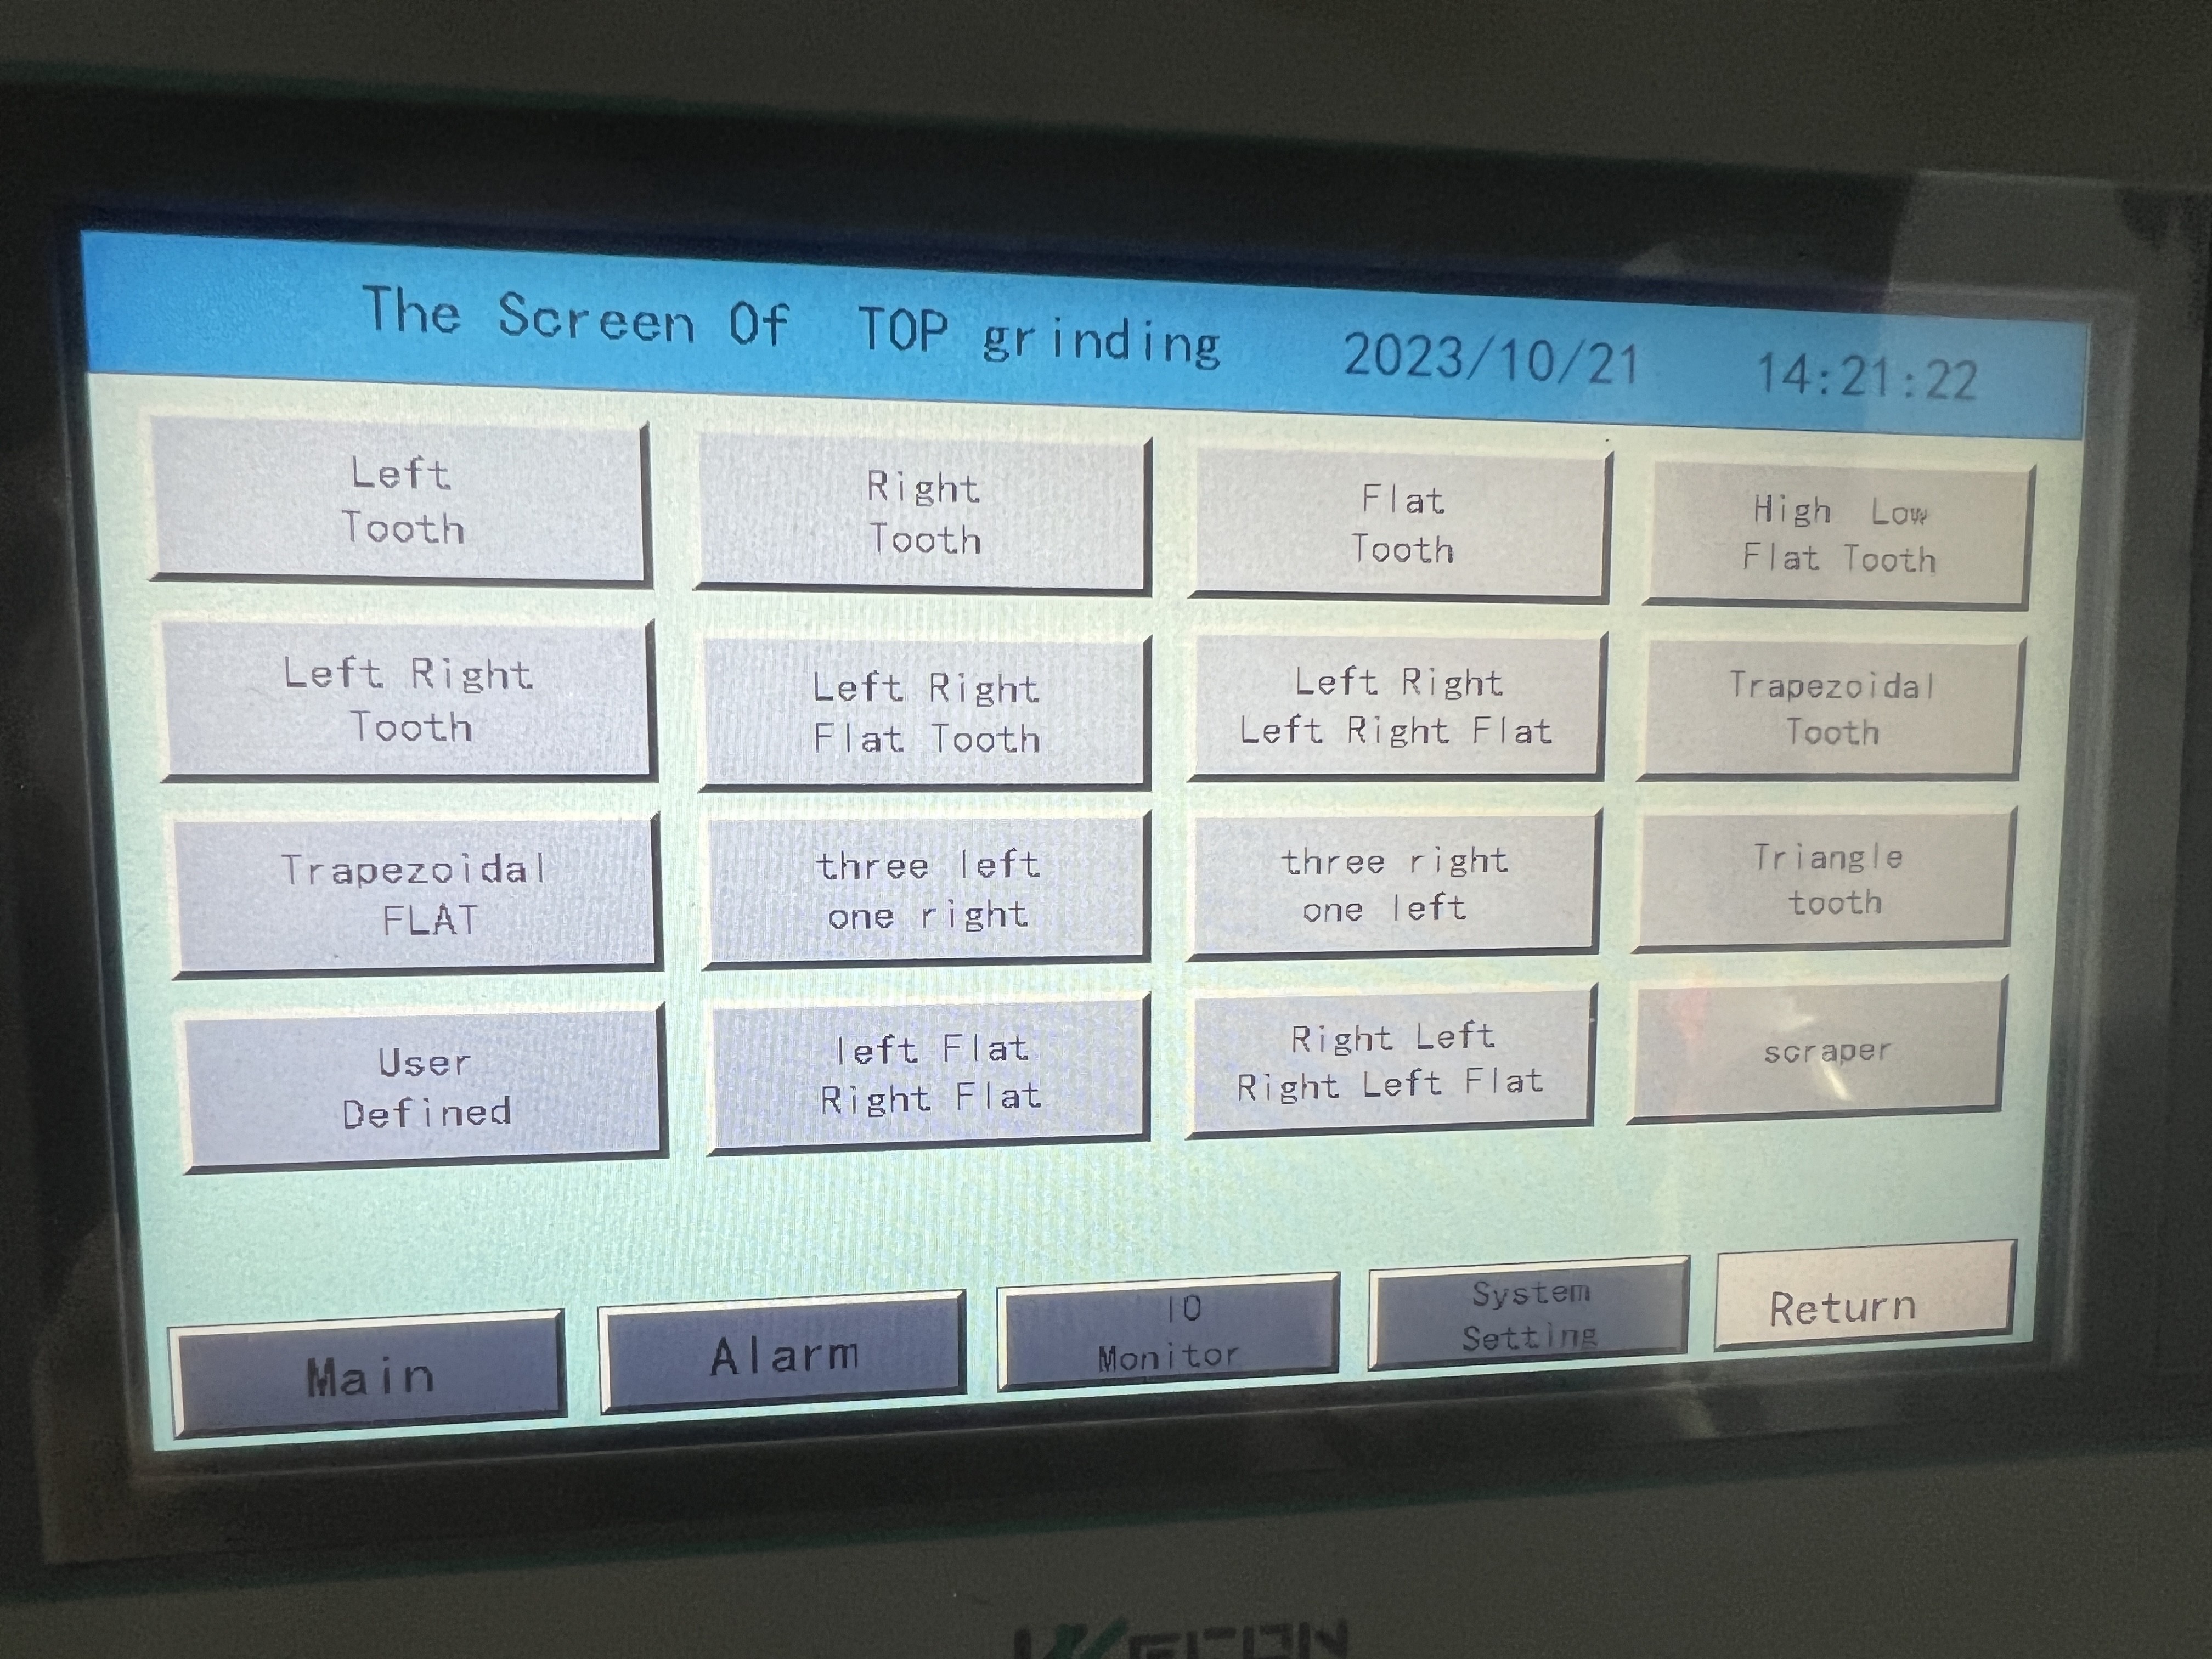 The Screen Of TOP grinding 2023/10/21 14:21:22
Left
Tooth
Right
Tooth
Flat
Tooth
High Low
Flat Tooth
Left Right
Tooth
Left Right
Flat Tooth
Left Right
Left Right Flat
Trapezoidal
Tooth
Trapezoidal
FLAT
three left
one right
three right
one left
Triangle
tooth
User
Defined
left Flat
Right Flat
Right Left
Right Left Flat
scraper
Main
Alarm
IO
Monitor
System
Setting
Return
WECON